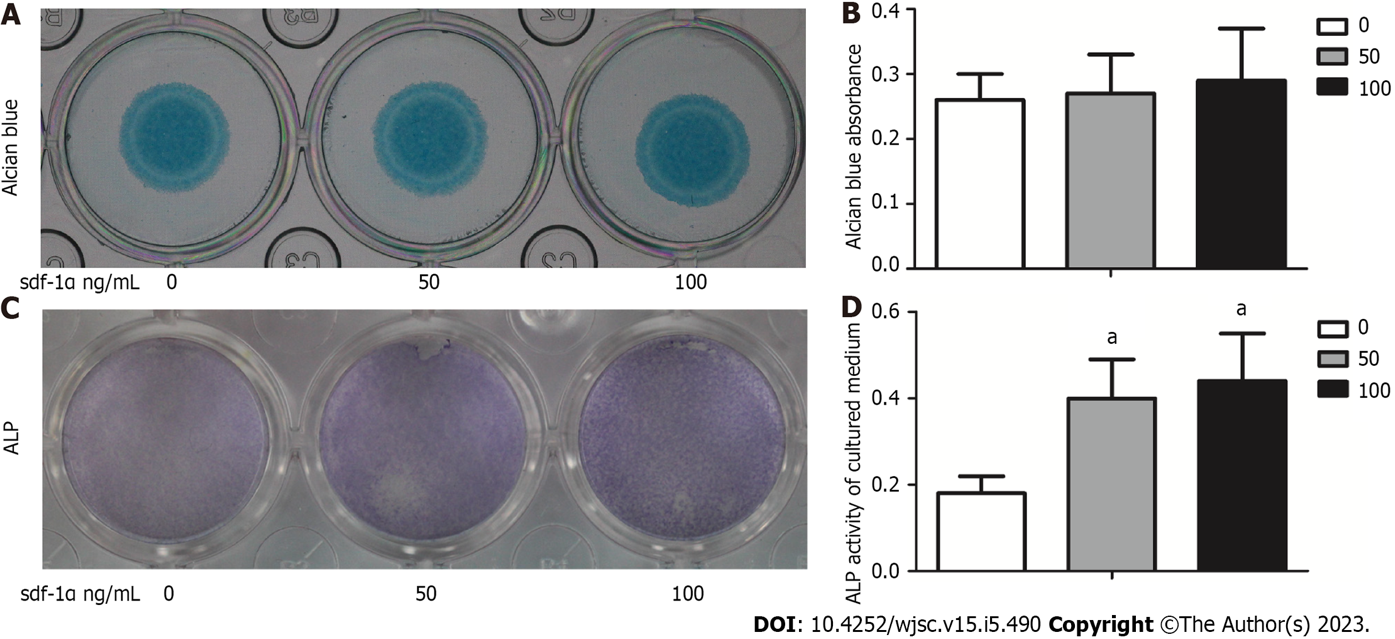 A
Alcian blue
sdf-1α ng/mL 0 50 100
B
Alcian blue absorbance
0.4
0.3
0.2
0.1
0.0
0
50
100
C
ALP
sdf-1α ng/mL 0 50 100
D
ALP activity of cultured medium
0.6
0.4
0.2
0.0
a
a
0
50
100
DOI: 10.4252/wjsc.v15.i5.490 Copyright ©The Author(s) 2023.